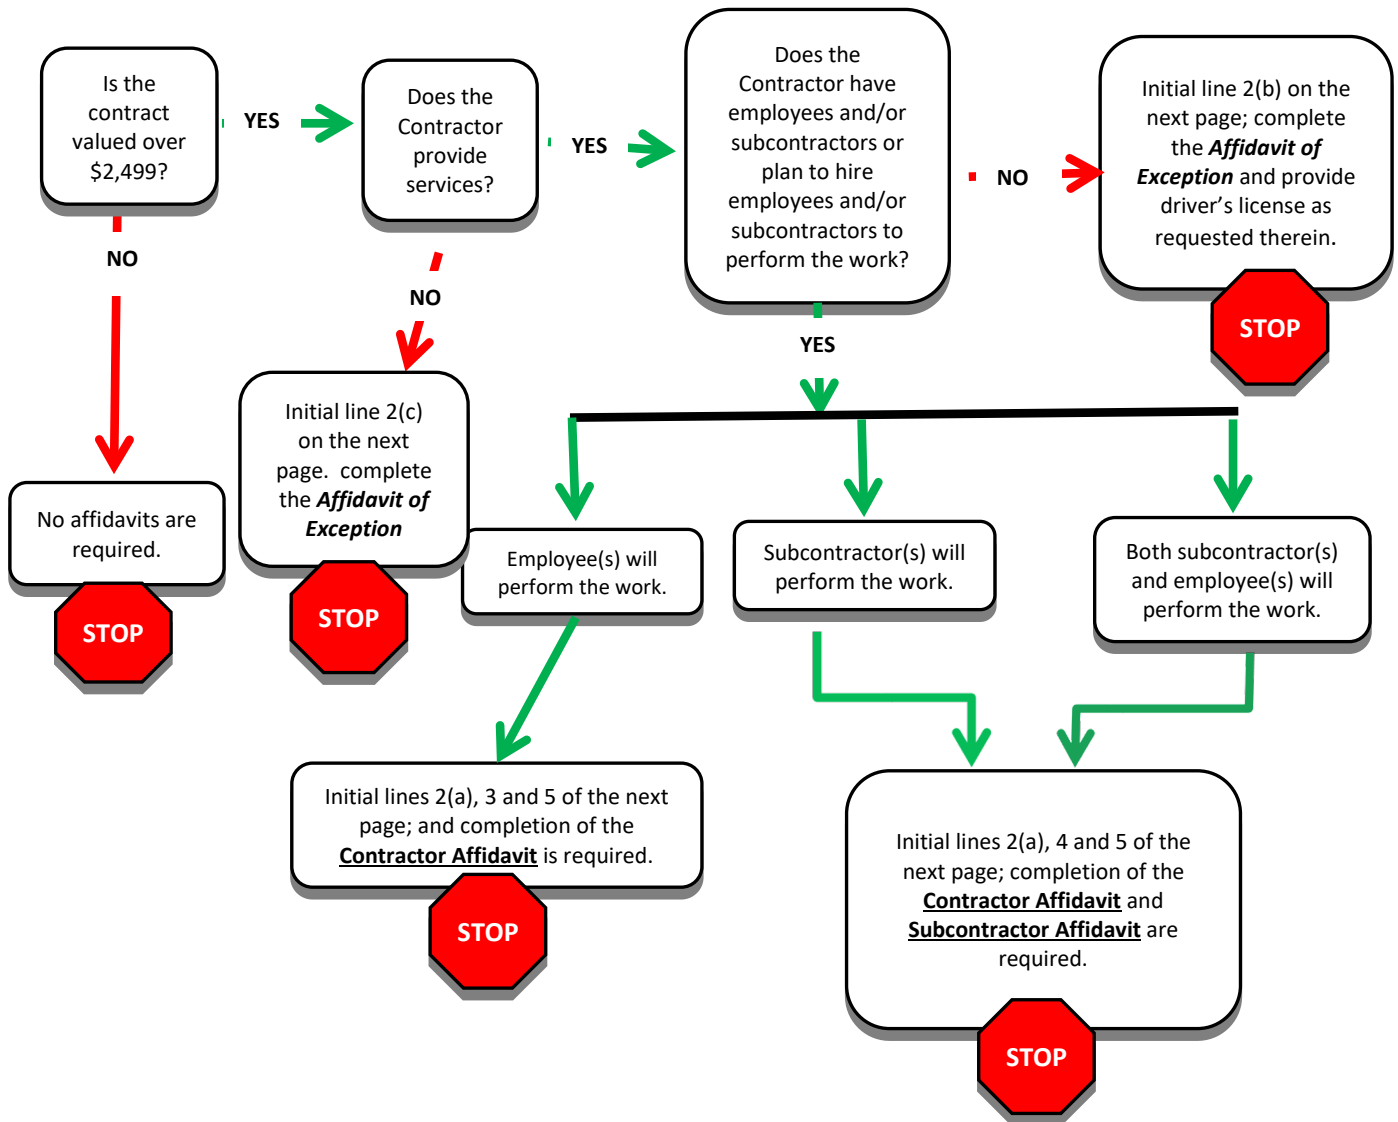 Is the
contract
valued over
$2,499?
YES
NO
Does the
Contractor
provide
services?
YES
NO
Does the
Contractor have
employees and/or
subcontractors or
plan to hire
employees and/or
subcontractors to
perform the work?
NO
YES
Initial line 2(b) on the
next page; complete
the Affidavit of
Exception and provide
driver’s license as
requested therein.
STOP
No affidavits are
required.
STOP
Initial line 2(c)
on the next
page.  complete
the Affidavit of
Exception
STOP
Employee(s) will
perform the work.
Subcontractor(s) will
perform the work.
Both subcontractor(s)
and employee(s) will
perform the work.
Initial lines 2(a), 3 and 5 of the next
page; and completion of the
Contractor Affidavit is required.
STOP
Initial lines 2(a), 4 and 5 of the
next page; completion of the
Contractor Affidavit and
Subcontractor Affidavit are
required.
STOP